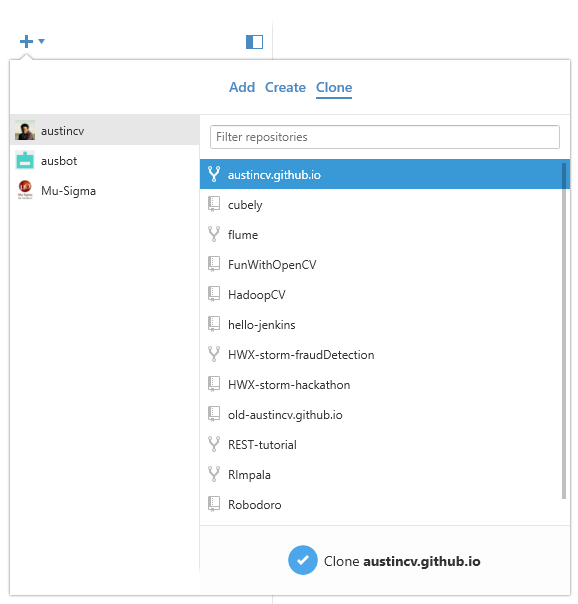 Add Create Clone
austincv
ausbot
Mu-Sigma
Filter repositories
austincv.github.io
cubely
flume
FunWithOpenCV
HadoopCV
hello-jenkins
HWX-storm-fraudDetection
HWX-storm-hackathon
old-austincv.github.io
REST-tutorial
RImpala
Robodoro
Clone austincv.github.io